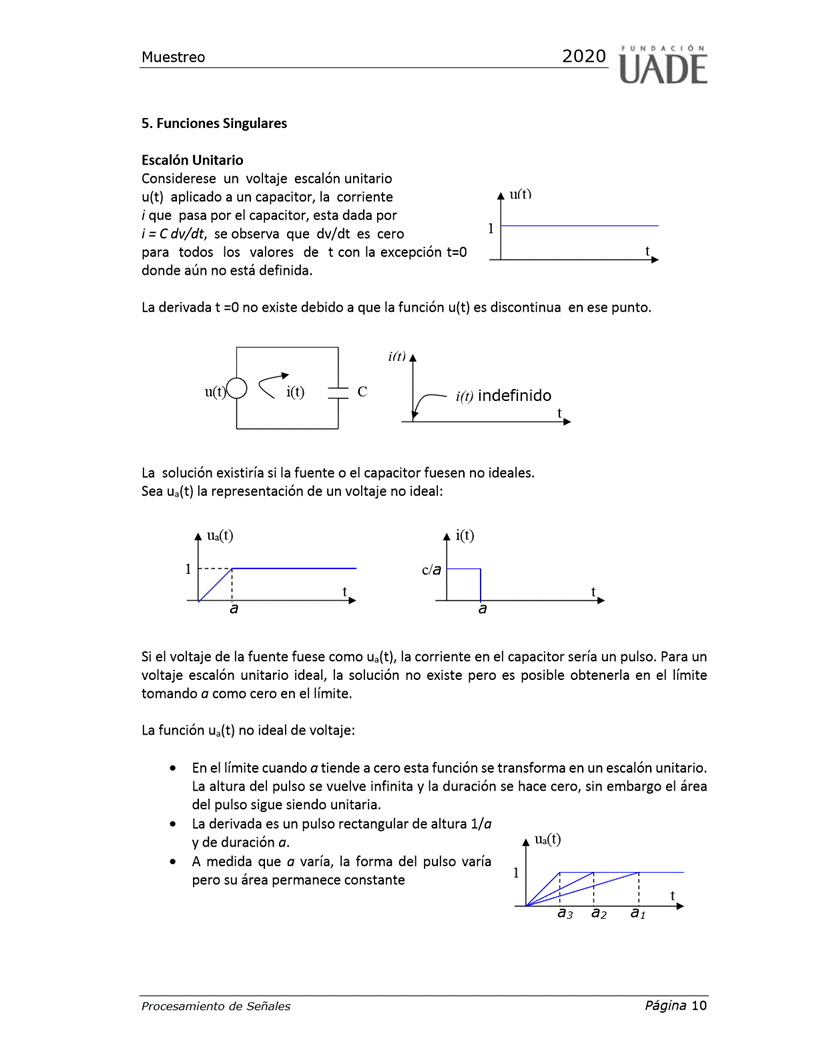 Muestreo 2020 FUNDACIÓN
UADE
5. Funciones Singulares
Escalón Unitario
Considerese un voltaje escalón unitario
u(t) aplicado a un capacitor, la corriente
i que pasa por el capacitor, esta dada por
i = C dv/dt, se observa que dv/dt es cero
para todos los valores de t con la excepción t=0
donde aún no está definida.
u(t)
1
t
La derivada t =0 no existe debido a que la función u(t) es discontinua en ese punto.
u(t) i(t) C
i(t)
i(t) indefinido
t
La solución existiría si la fuente o el capacitor fuesen no ideales.
Sea uₐ(t) la representación de un voltaje no ideal:
uₐ(t)
1
t
a
i(t)
c/a
t
a
Si el voltaje de la fuente fuese como uₐ(t), la corriente en el capacitor sería un pulso. Para un
voltaje escalón unitario ideal, la solución no existe pero es posible obtenerla en el límite
tomando a como cero en el límite.
La función uₐ(t) no ideal de voltaje:
• En el límite cuando a tiende a cero esta función se transforma en un escalón unitario.
La altura del pulso se vuelve infinita y la duración se hace cero, sin embargo el área
del pulso sigue siendo unitaria.
• La derivada es un pulso rectangular de altura 1/a
y de duración a.
• A medida que a varía, la forma del pulso varía
pero su área permanece constante
uₐ(t)
1
t
a₃ a₂ a₁
Procesamiento de Señales Página 10